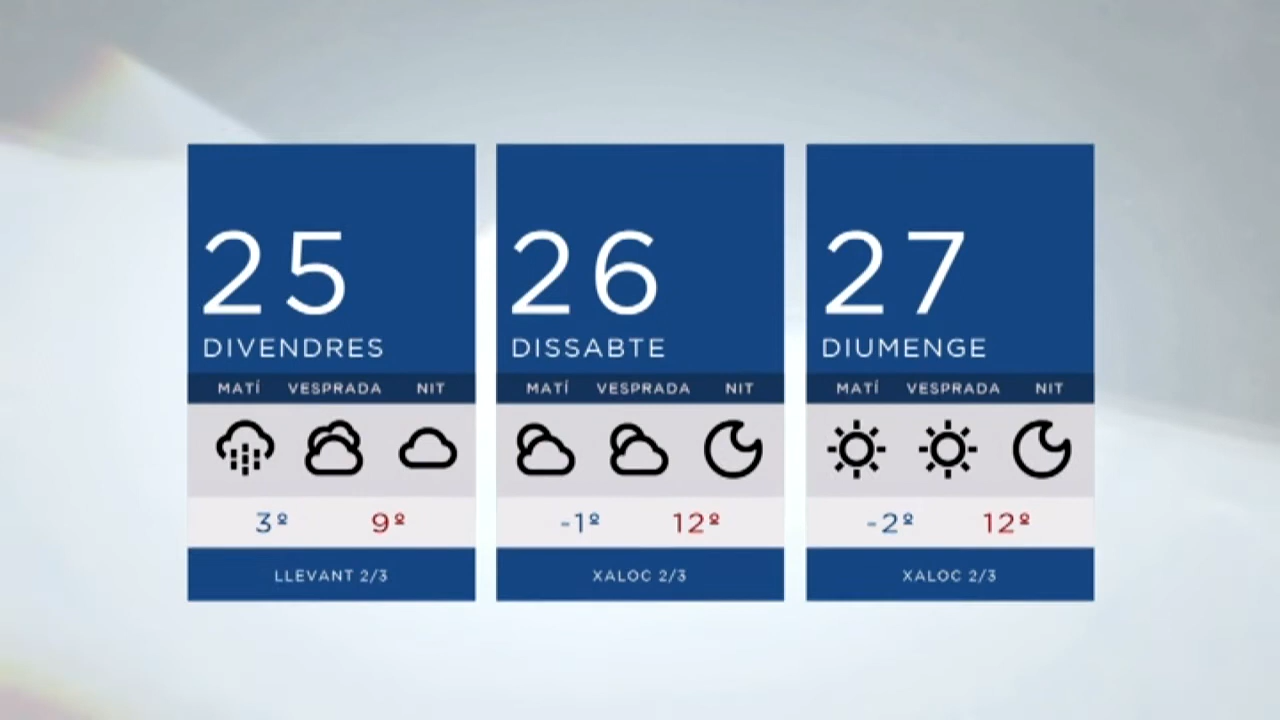 25
DIVENDRES
MATÍ VESPRADA NIT
3º 9º
LLEVANT 2/3
26
DISSABTE
MATÍ VESPRADA NIT
-1º 12º
XALOC 2/3
27
DIUMENGE
MATÍ VESPRADA NIT
-2º 12º
XALOC 2/3